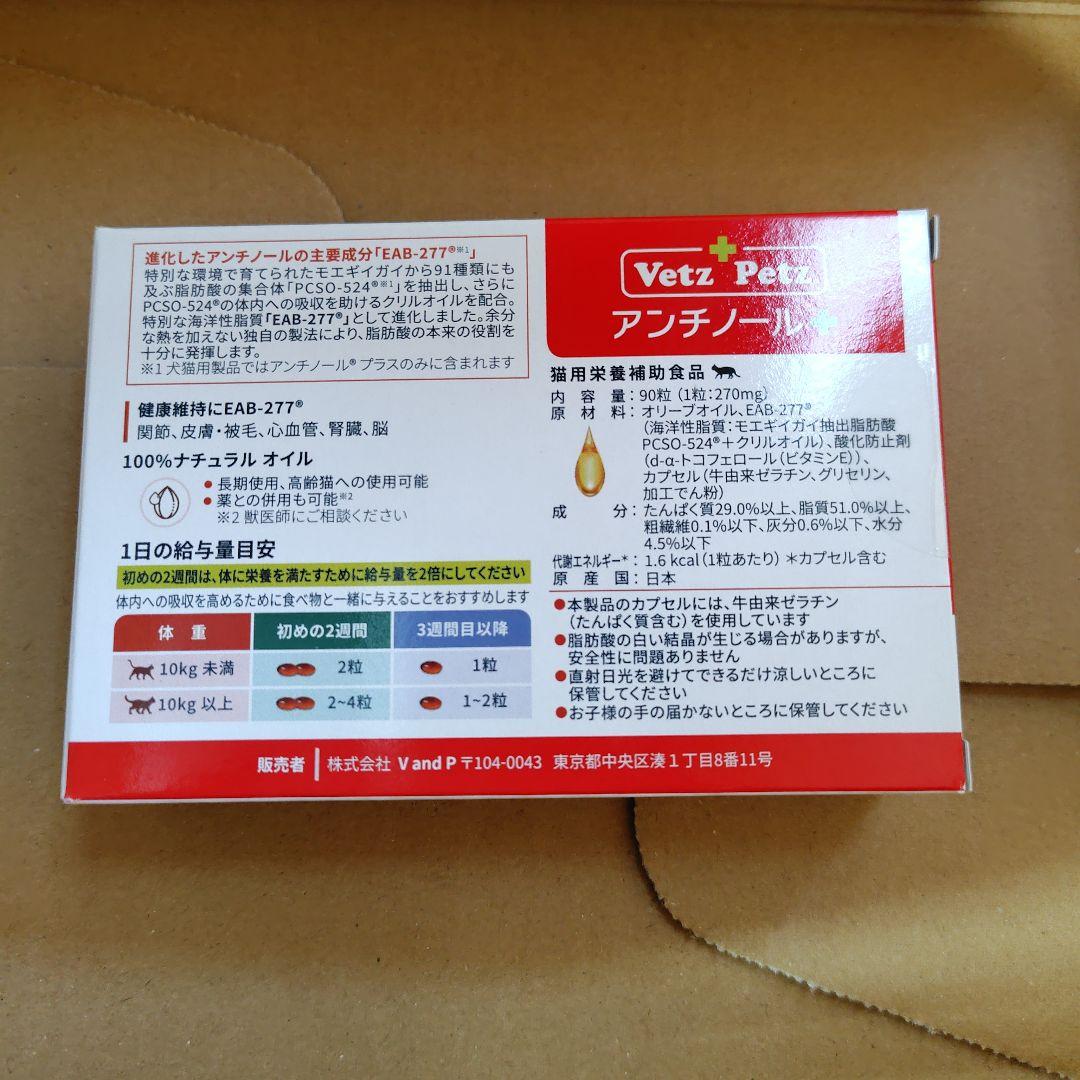 進化したアンチノールの主要成分「EAB-277®※1」
特別な環境で育てられたモエギイガイから91種類にも
及ぶ脂肪酸の集合体「PCSO-524®※1」を抽出し、さらに
PCSO-524®の体内への吸収を助けるクリルオイルを配合。
特別な海洋性脂質「EAB-277®」として進化しました。余分
な熱を加えない独自の製法により、脂肪酸の本来の役割を
十分に発揮します。
※1 犬猫用製品ではアンチノール® プラスのみに含まれます
健康維持にEAB-277®
関節、皮膚・被毛、心血管、腎臓、脳
100%ナチュラル オイル
● 長期使用、高齢猫への使用可能
● 薬との併用も可能※2
※2 獣医師にご相談ください
1日の給与量目安
初めの2週間は、体に栄養を満たすために給与量を2倍にしてください
体内への吸収を高めるために食べ物と一緒に与えることをおすすめします
体 重 初めの2週間 3週間目以降
10kg 未満 2粒 1粒
10kg 以上 2~4粒 1~2粒
Vetz Petz
アンチノール
猫用栄養補助食品
内 容 量：90粒（1粒：270mg）
原 材 料：オリーブオイル、EAB-277®
（海洋性脂質：モエギイガイ抽出脂肪酸
PCSO-524®＋クリルオイル）、酸化防止剤
（d-α-トコフェロール（ビタミンE））、
カプセル（牛由来ゼラチン、グリセリン、
加工でん粉）
成 分：たんぱく質29.0%以上、脂質51.0%以上、
粗繊維0.1%以下、灰分0.6%以下、水分
4.5%以下
代謝エネルギー*：1.6 kcal（1粒あたり）＊カプセル含む
原 産 国：日本
●本製品のカプセルには、牛由来ゼラチン
（たんぱく質含む）を使用しています
●脂肪酸の白い結晶が生じる場合がありますが、
安全性に問題ありません
●直射日光を避けてできるだけ涼しいところに
保管してください
●お子様の手の届かないところに保管してください
販売者 株式会社 V and P 〒104-0043 東京都中央区湊1丁目8番11号